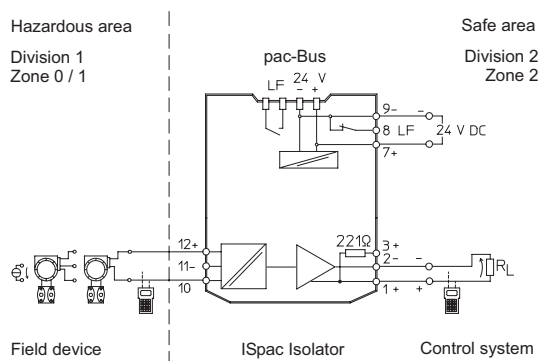 Hazardous area
Safe area
Division 1
Zone 0 / 1
pac-Bus
Division 2
Zone 2
LF 24 V
- +
9- -
8 LF 24 V DC
7+
12+
11-
10
221Ω
3 +
2- -
1 + +
RL
Field device
ISpac Isolator
Control system